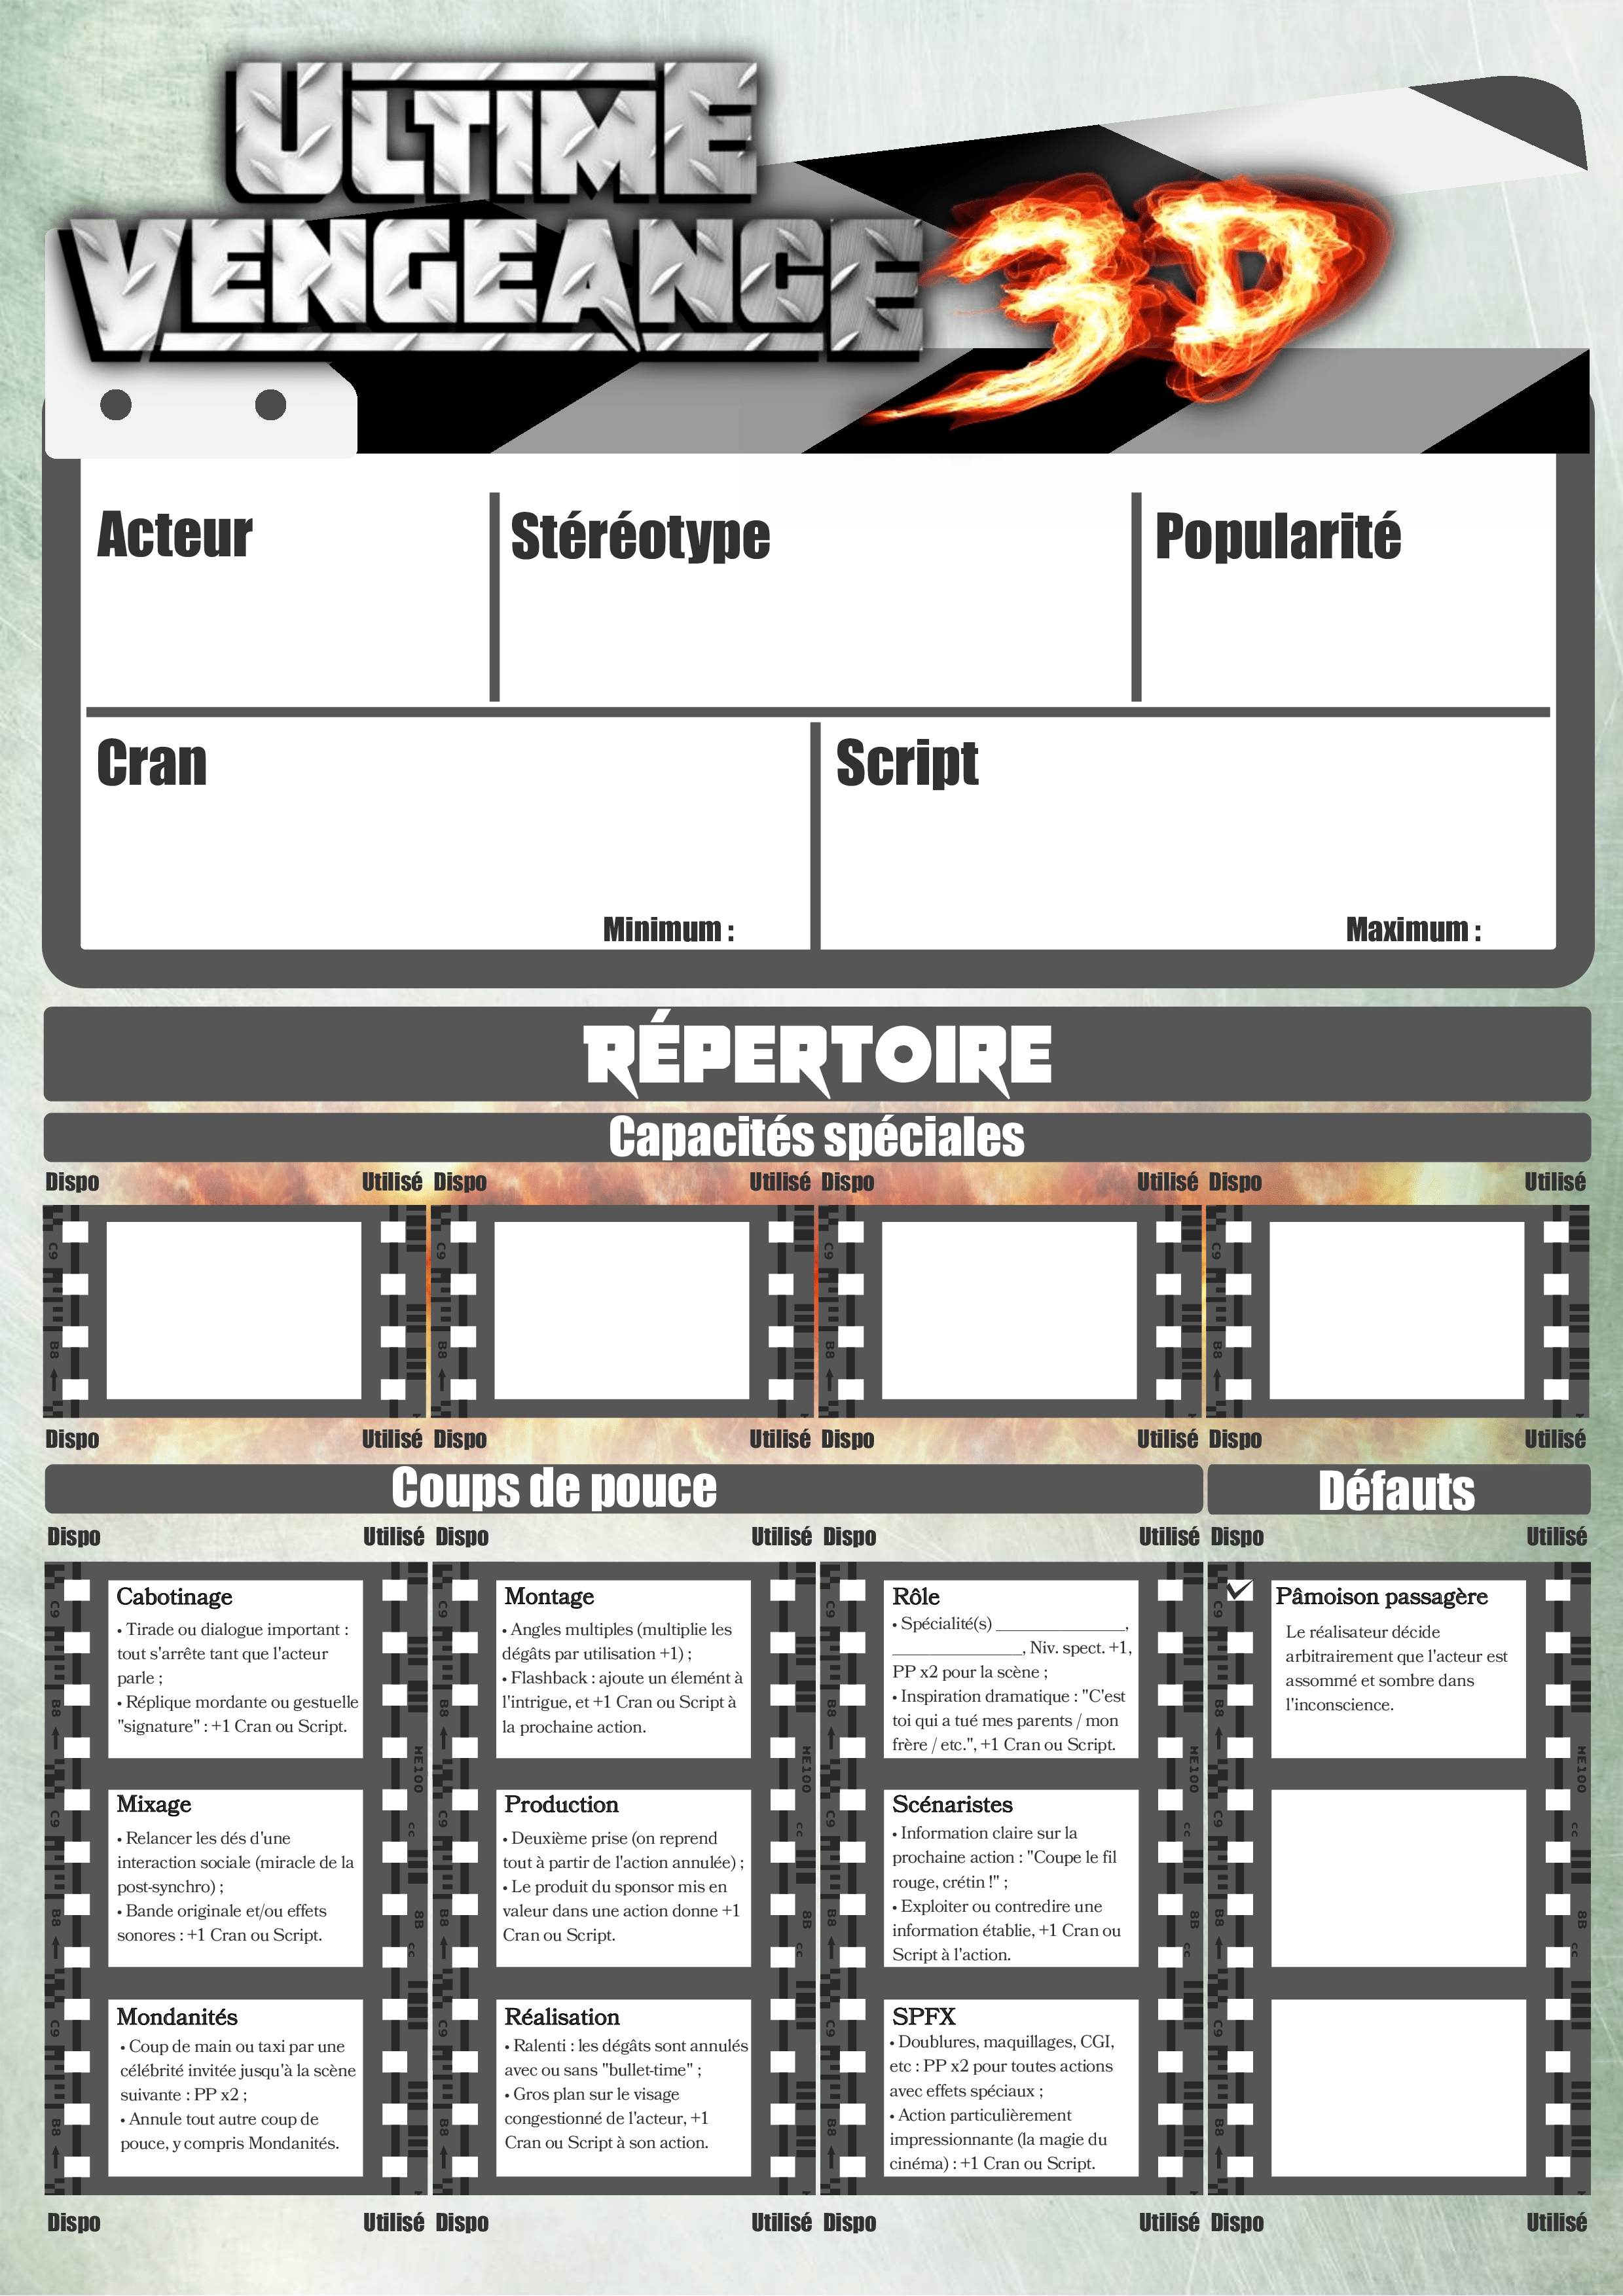 ULTIME
VENGEANCE 3D
Acteur
Stéréotype
Popularité
Cran
Script
Minimum :
Maximum :
RÉPERTOIRE
Capacités spéciales
Dispo Utilisé Dispo Utilisé Dispo Utilisé Dispo Utilisé
C9 C9 C9 C9
B8 B8 B8 B8
Dispo Utilisé Dispo Utilisé Dispo Utilisé Dispo Utilisé
Coups de pouce
Défauts
Dispo Utilisé Dispo Utilisé Dispo Utilisé Dispo Utilisé
Cabotinage
• Tirade ou dialogue important :
tout s'arrête tant que l'acteur
parle ;
• Réplique mordante ou gestuelle
"signature" : +1 Cran ou Script.
Montage
• Angles multiples (multiplie les
dégâts par utilisation +1) ;
• Flashback : ajoute un élemént à
l'intrigue, et +1 Cran ou Script à
la prochaine action.
Rôle
• Spécialité(s) _______________,
_______________, Niv. spect. +1,
PP x2 pour la scène ;
• Inspiration dramatique : "C'est
toi qui a tué mes parents / mon
frère / etc.", +1 Cran ou Script.
Pâmoison passagère
Le réalisateur décide
arbitrairement que l'acteur est
assommé et sombre dans
l'inconscience.
Mixage
• Relancer les dés d'une
interaction sociale (miracle de la
post-synchro) ;
• Bande originale et/ou effets
sonores : +1 Cran ou Script.
Production
• Deuxième prise (on reprend
tout à partir de l'action annulée) ;
• Le produit du sponsor mis en
valeur dans une action donne +1
Cran ou Script.
Scénaristes
• Information claire sur la
prochaine action : "Coupe le fil
rouge, crétin !" ;
• Exploiter ou contredire une
information établie, +1 Cran ou
Script à l'action.
Mondanités
• Coup de main ou taxi par une
célébrité invitée jusqu'à la scène
suivante : PP x2 ;
• Annule tout autre coup de
pouce, y compris Mondanités.
Réalisation
• Ralenti : les dégâts sont annulés
avec ou sans "bullet-time" ;
• Gros plan sur le visage
congestionné de l'acteur, +1
Cran ou Script à son action.
SPFX
• Doublures, maquillages, CGI,
etc : PP x2 pour toutes actions
avec effets spéciaux ;
• Action particulièrement
impressionnante (la magie du
cinéma) : +1 Cran ou Script.
Dispo Utilisé Dispo Utilisé Dispo Utilisé Dispo Utilisé